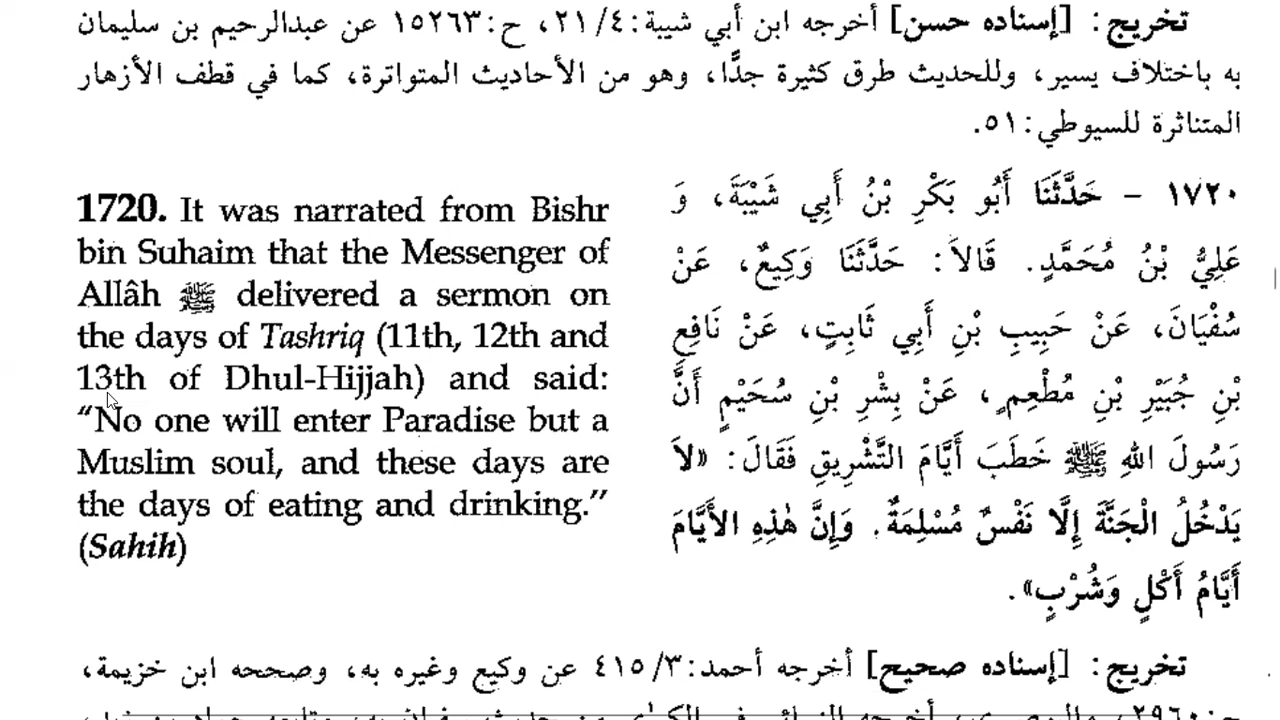 تخريج: [إسناده حسن] أخرجه ابن أبي شيبة: ٤/ ٢١، ح: ١٥٢٦٣ عن عبدالرحيم بن سليمان
به باختلاف يسير، وللحديث طرق كثيرة جدًّا، وهو من الأحاديث المتواترة، كما في قطف الأزهار
المتناثرة للسيوطي: ٥١.
1720. It was narrated from Bishr
bin Suhaim that the Messenger of
Allâh ﷺ delivered a sermon on
the days of Tashriq (11th, 12th and
13th of Dhul-Hijjah) and said:
“No one will enter Paradise but a
Muslim soul, and these days are
the days of eating and drinking.”
(Sahih)
١٧٢٠ – حَدَّثَنَا أَبُو بَكْرِ بْنُ أَبِي شَيْبَةَ، وَ
عَلِيُّ بْنُ مُحَمَّدٍ. قَالاَ: حَدَّثَنَا وَكِيعٌ، عَنْ
سُفْيَانَ، عَنْ حَبِيبِ بْنِ أَبِي ثَابِتٍ، عَنْ نَافِعِ
بْنِ جُبَيْرِ بْنِ مُطْعِمٍ، عَنْ بِشْرِ بْنِ سُحَيْمٍ أَنَّ
رَسُولَ اللهِ ﷺ خَطَبَ أَيَّامَ التَّشْرِيقِ فَقَالَ: «لاَ
يَدْخُلُ الْجَنَّةَ إِلَّا نَفْسٌ مُسْلِمَةٌ. وَإِنَّ هٰذِهِ الأَيَّامَ
أَيَّامُ أَكْلٍ وَشُرْبٍ».
تخريج: [إسناده صحيح] أخرجه أحمد: ٣/ ٤١٥ عن وكيع وغيره به، وصححه ابن خزيمة،
ح: ٢٩٦٠